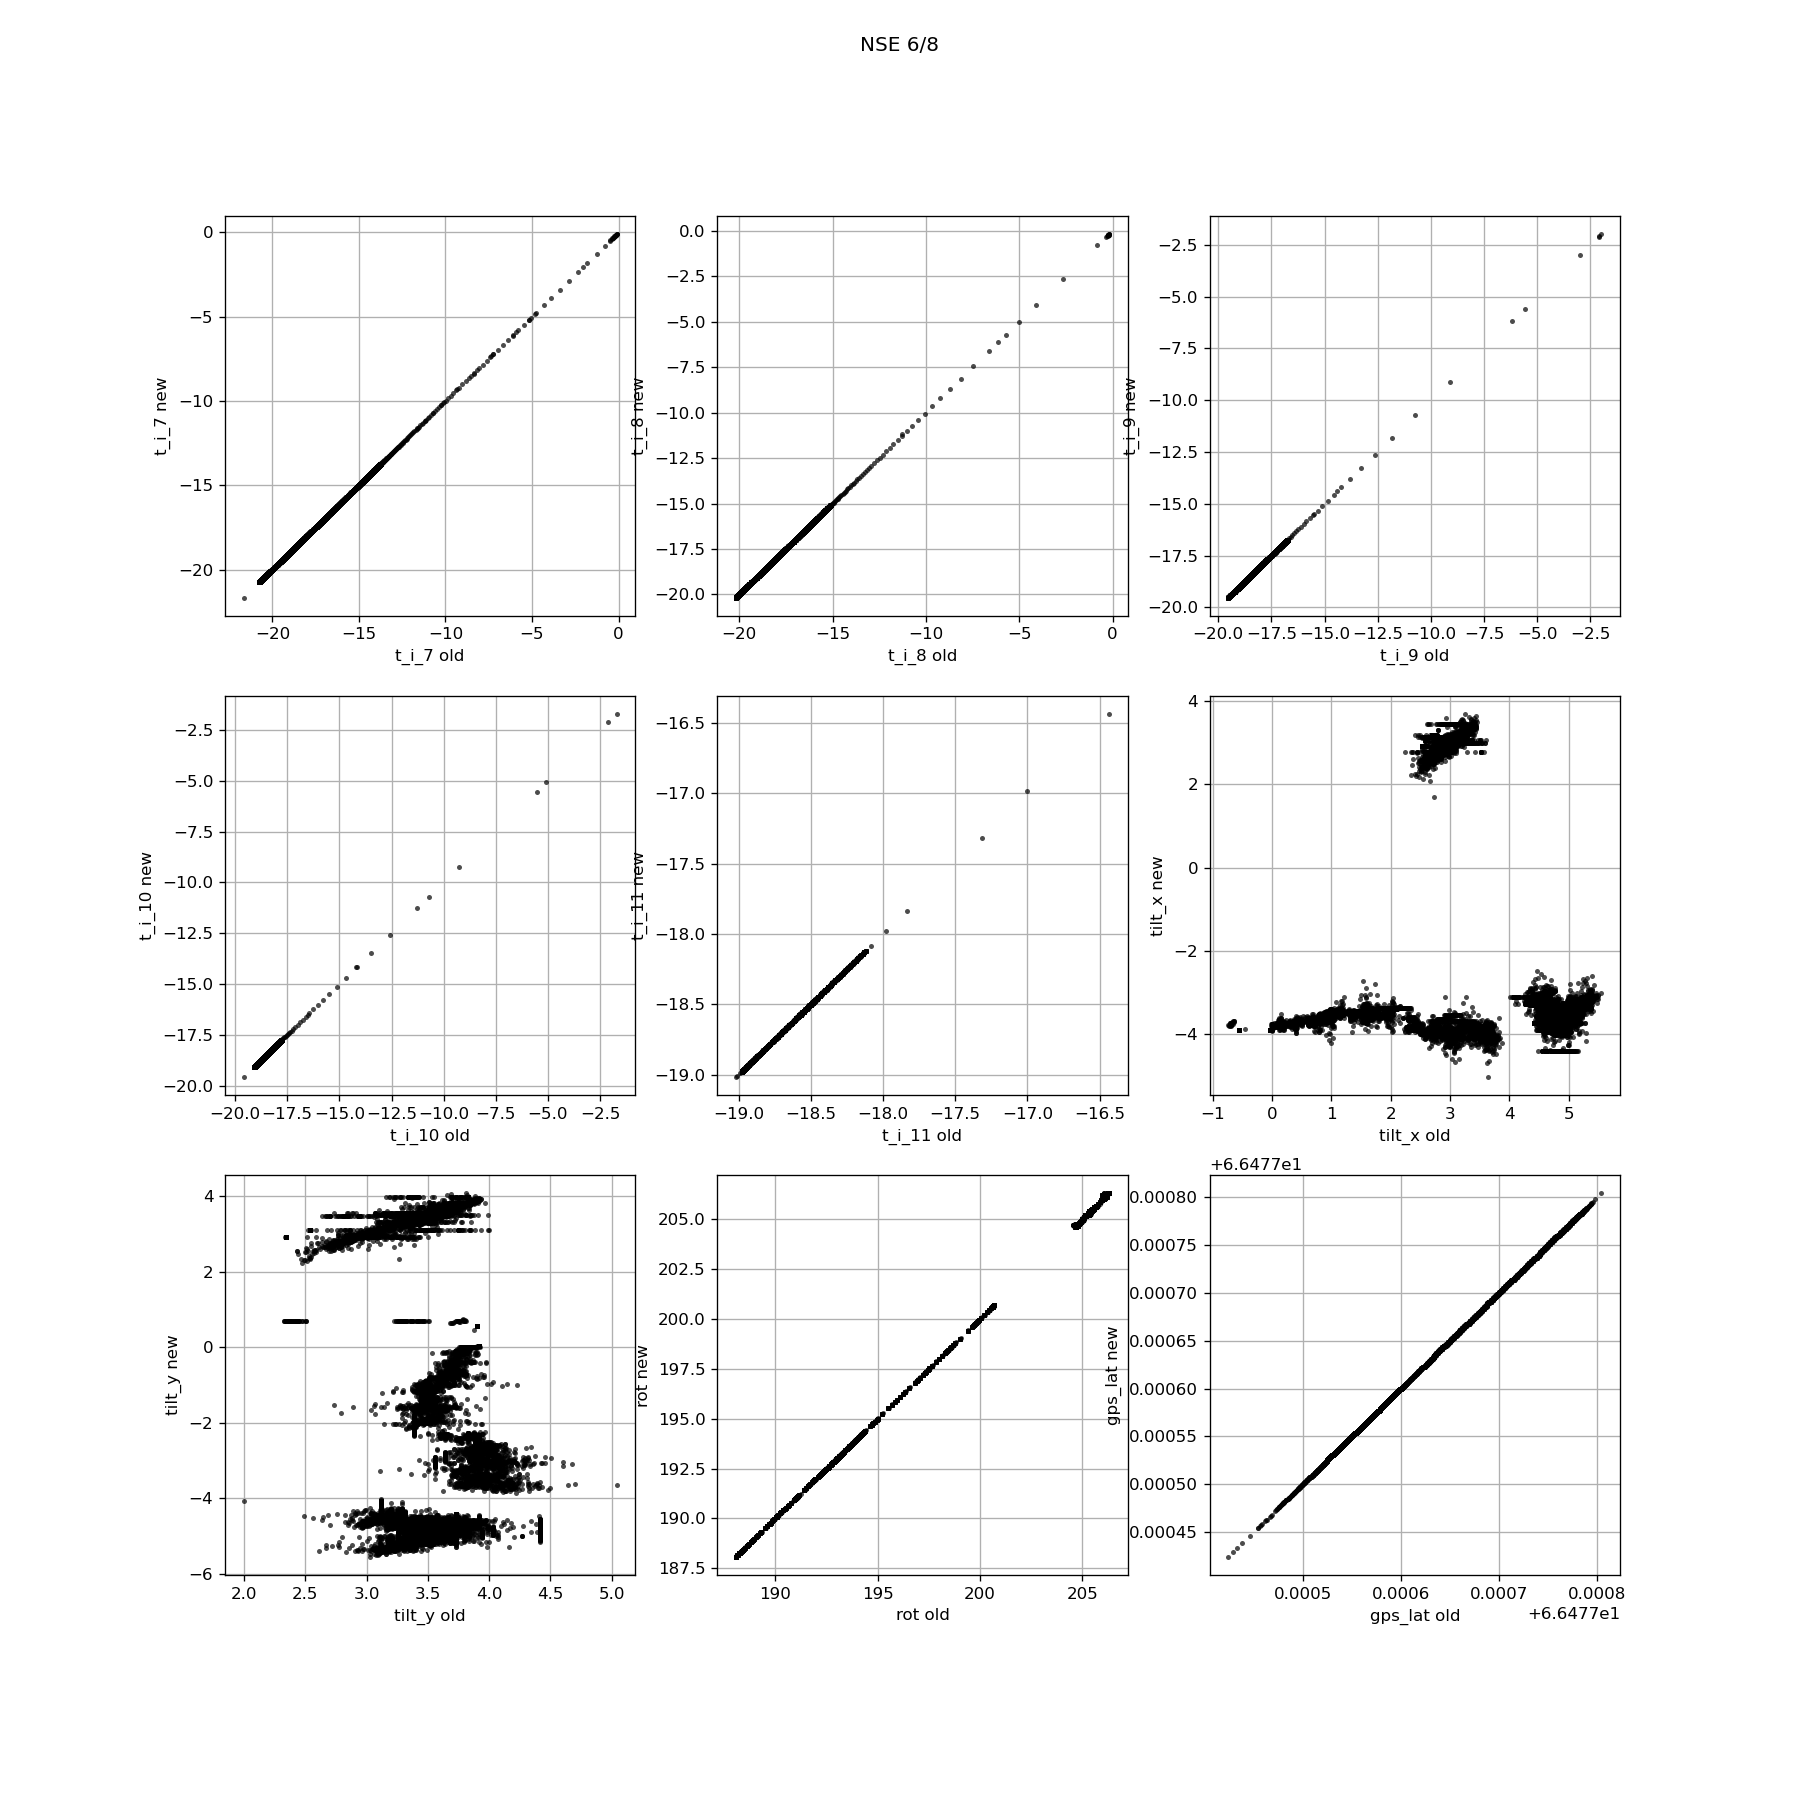 NSE 6/8
0
−5
−10
−15
−20
t_i_7 new
−20 −15 −10 −5 0
t_i_7 old
0.0
−2.5
−5.0
−7.5
−10.0
−12.5
−15.0
−17.5
−20.0
t_i_8 new
−20 −15 −10 −5 0
t_i_8 old
−2.5
−5.0
−7.5
−10.0
−12.5
−15.0
−17.5
−20.0
t_i_9 new
−20.0 −17.5 −15.0 −12.5 −10.0 −7.5 −5.0 −2.5
t_i_9 old
−2.5
−5.0
−7.5
−10.0
−12.5
−15.0
−17.5
−20.0
t_i_10 new
−20.0 −17.5 −15.0 −12.5 −10.0 −7.5 −5.0 −2.5
t_i_10 old
−16.5
−17.0
−17.5
−18.0
−18.5
−19.0
t_i_11 new
−19.0 −18.5 −18.0 −17.5 −17.0 −16.5
t_i_11 old
4
2
0
−2
−4
tilt_x new
−1 0 1 2 3 4 5
tilt_x old
4
2
0
−2
−4
−6
tilt_y new
2.0 2.5 3.0 3.5 4.0 4.5 5.0
tilt_y old
205.0
202.5
200.0
197.5
195.0
192.5
190.0
187.5
rot new
190 195 200 205
rot old
+6.6477e1
0.00080
0.00075
0.00070
0.00065
0.00060
0.00055
0.00050
0.00045
gps_lat new
0.0005 0.0006 0.0007 0.0008
gps_lat old
+6.6477e1